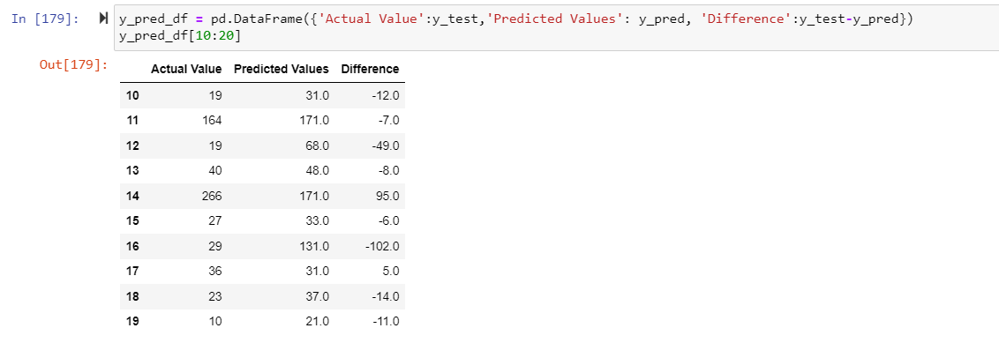 In [179]: y_pred_df = pd.DataFrame({'Actual Value':y_test,'Predicted Values': y_pred, 'Difference':y_test-y_pred})
y_pred_df[10:20]
Out[179]:
Actual Value Predicted Values Difference
10 19 31.0 -12.0
11 164 171.0 -7.0
12 19 68.0 -49.0
13 40 48.0 -8.0
14 266 171.0 95.0
15 27 33.0 -6.0
16 29 131.0 -102.0
17 36 31.0 5.0
18 23 37.0 -14.0
19 10 21.0 -11.0